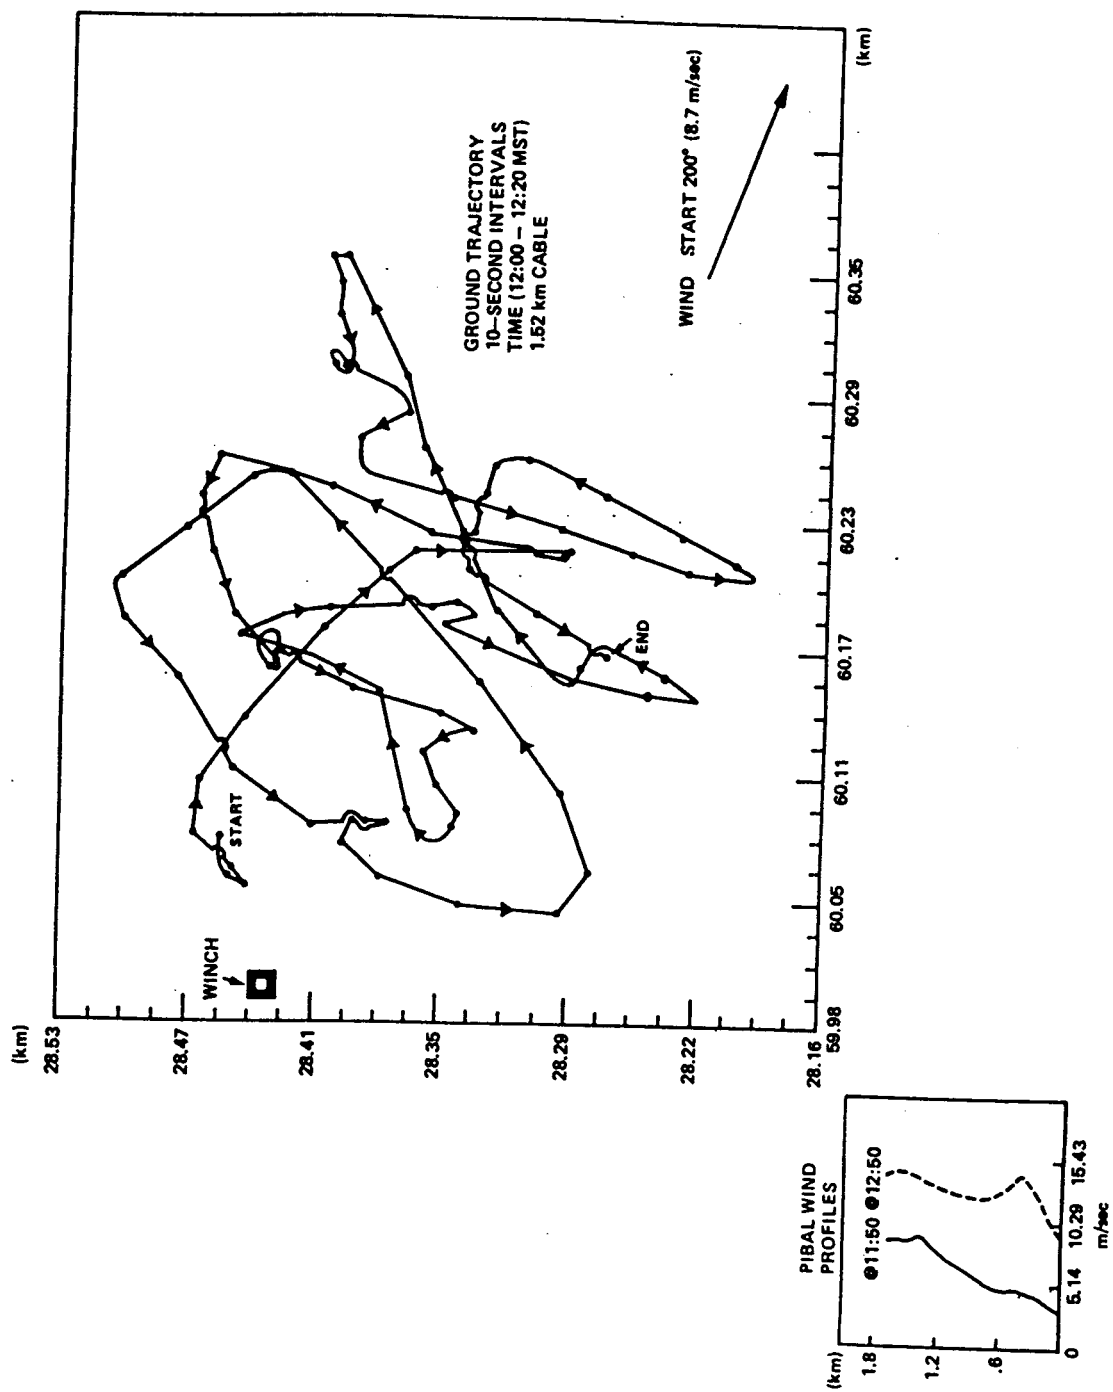 (km)
28.53
28.47
28.41
28.35
28.29
28.22
28.16
59.98
60.05
60.11
60.17
60.23
60.29
60.35
(km)
WINCH
START
END
GROUND TRAJECTORY
10–SECOND INTERVALS
TIME (12:00 – 12:20 MST)
1.52 km CABLE
WIND START 200° (8.7 m/sec)
PIBAL WIND
PROFILES
@11:50 @12:50
(km)
1.8
1.2
.6
0
5.14
10.29
15.43
m/sec